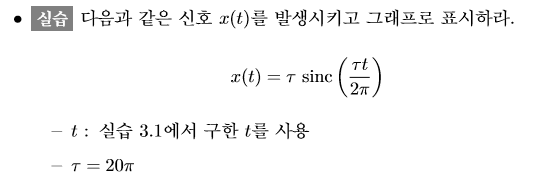 • 실습 다음과 같은 신호 x(t)를 발생시키고 그래프로 표시하라.
x(t) = τ sinc(τt/2π)
– t : 실습 3.1에서 구한 t를 사용
– τ = 20π